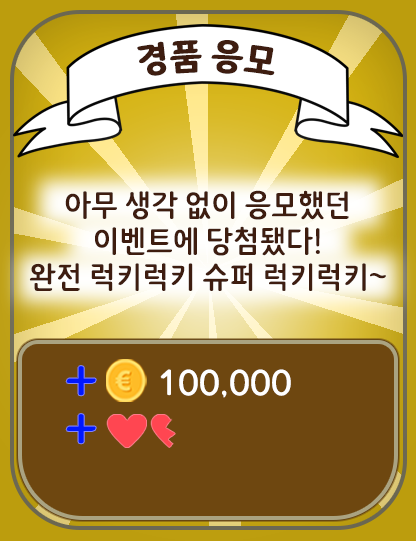 경품 응모
아무 생각 없이 응모했던
이벤트에 당첨됐다!
완전 럭키럭키 슈퍼 럭키럭키~
+ € 100,000
+